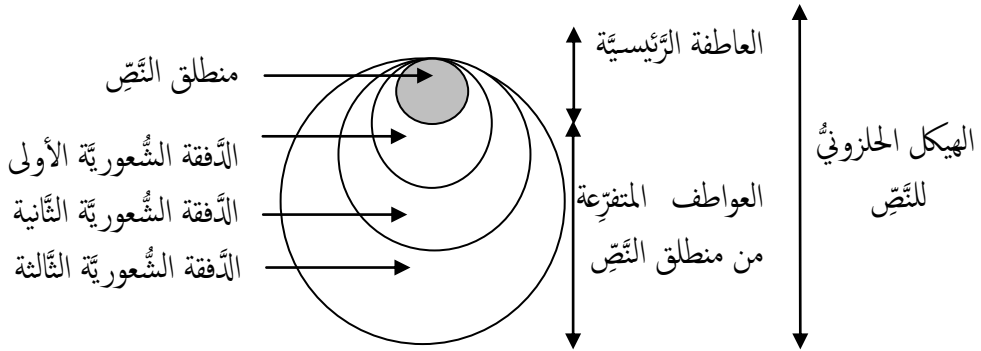 العاطفة الرَّئيسيَّة
منطلق النَّصِّ
الهيكل الحلزونيُّ
للنَّصِّ
الدَّفقة الشُّعوريَّة الأولى
العواطف المتفرِّعة
الدَّفقة الشُّعوريَّة الثَّانية
من منطلق النَّصِّ
الدَّفقة الشُّعوريَّة الثَّالثة